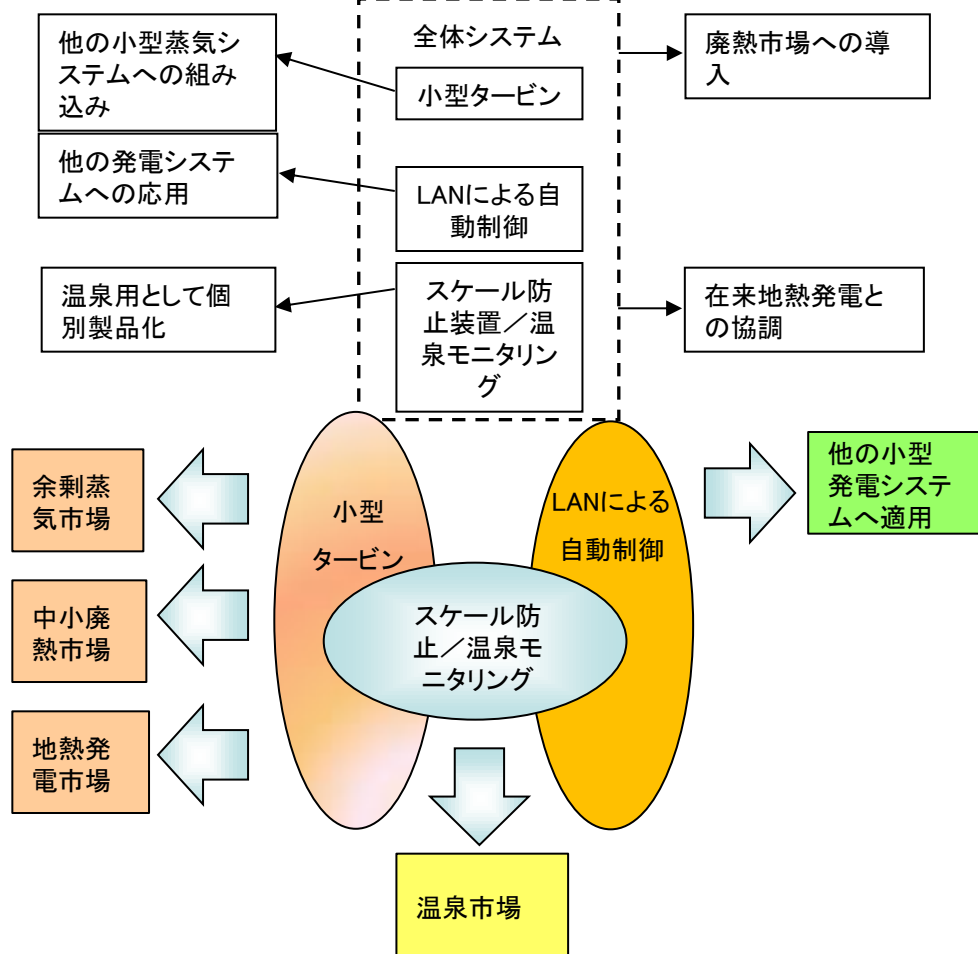 他の小型蒸気シ
ステムへの組み
込み
全体システム
小型タービン
廃熱市場への導
入
他の発電システ
ムへの応用
LANによる自
動制御
温泉用として個
別製品化
スケール防
止装置／温
泉モニタリン
グ
在来地熱発電と
の協調
余剰蒸
気市場
小型
タービン
LANによる
自動制御
他の小型
発電システ
ムへ適用
中小廃
熱市場
スケール防
止／温泉モ
ニタリング
地熱発
電市場
温泉市場